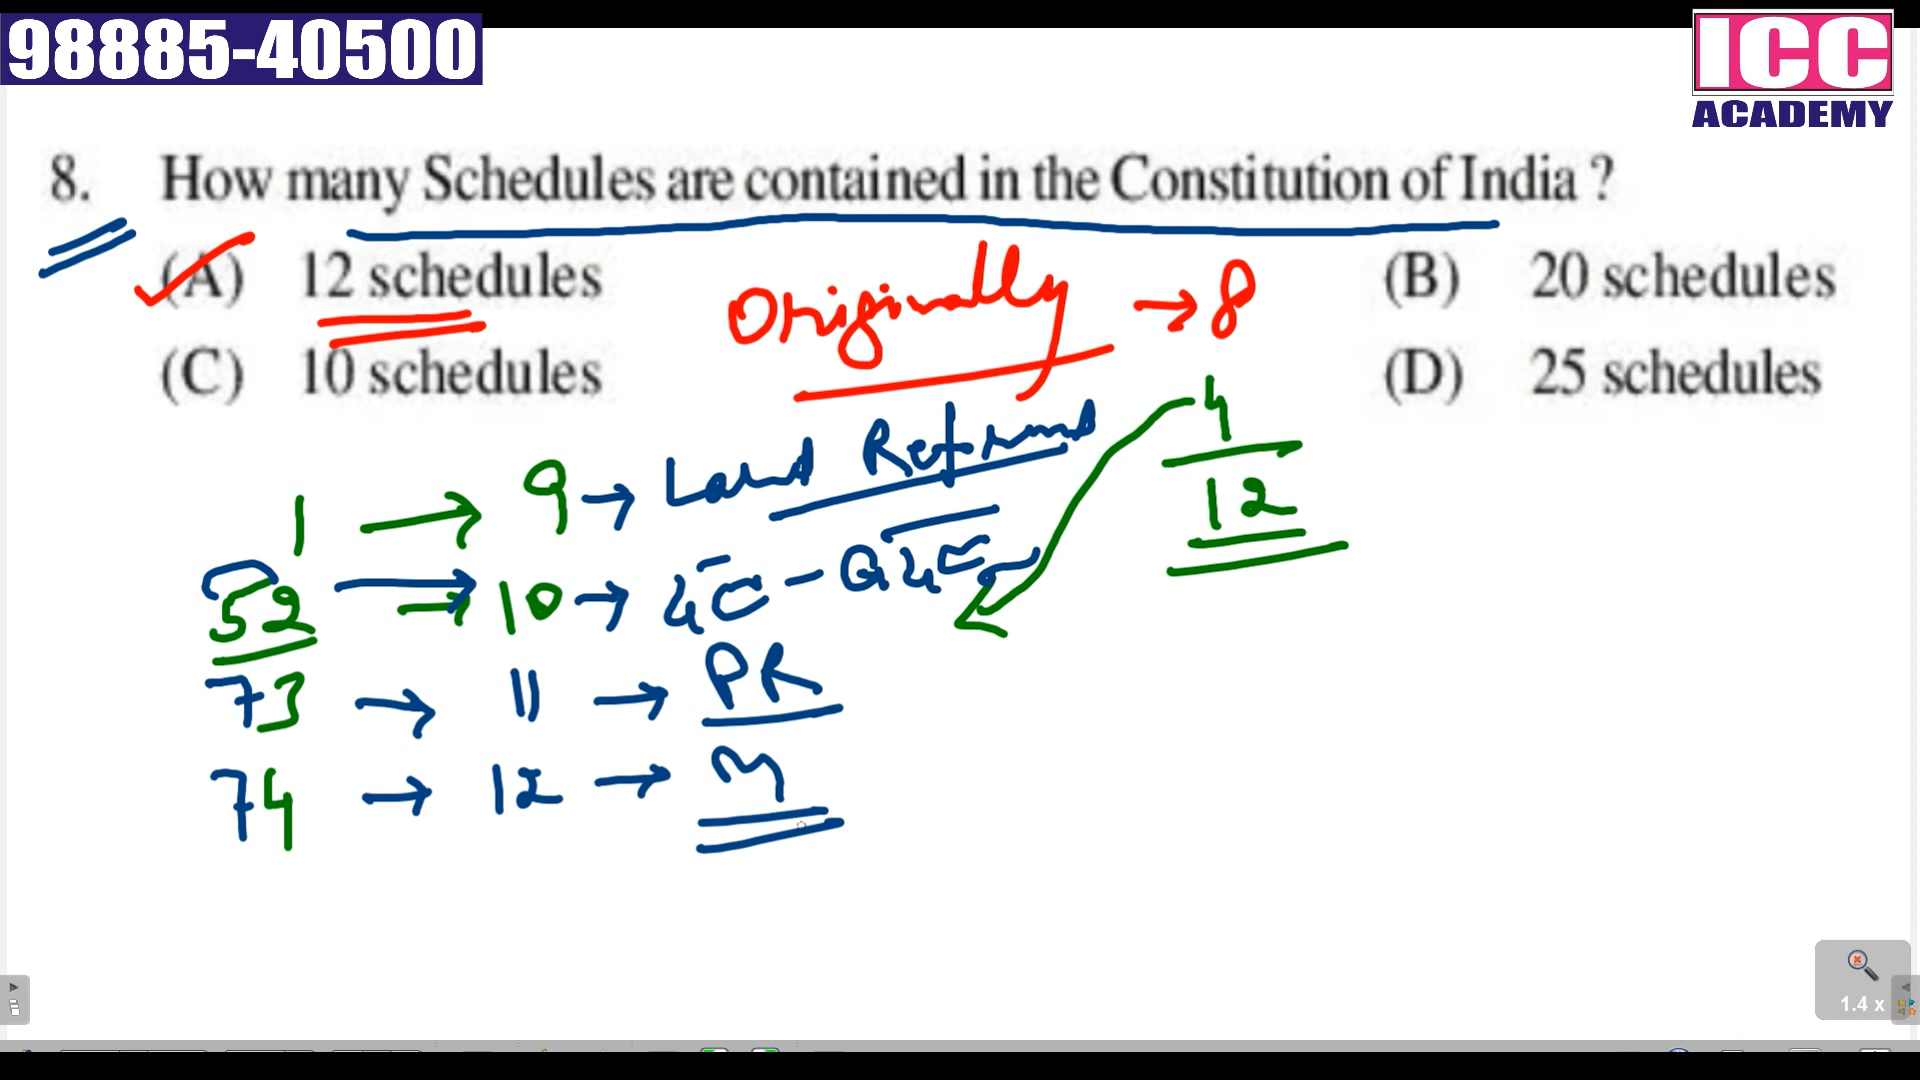 98885-40500
ICC
ACADEMY
8. How many Schedules are contained in the Constitution of India ?
(A) 12 schedules (B) 20 schedules
(C) 10 schedules (D) 25 schedules
Originally → 8
4
12
1 → 9 → Land Reforms
52 → 10 →
73 → 11 → PR
74 → 12 → M
1.4 x